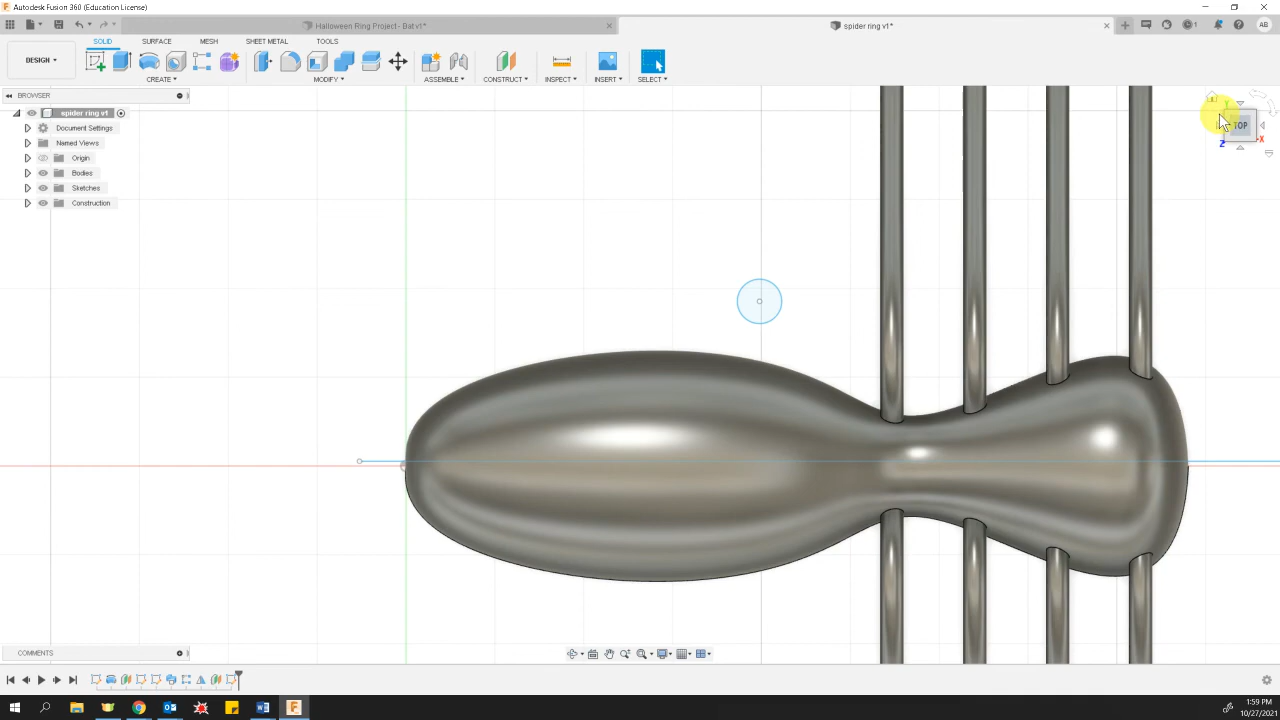 Autodesk Fusion 360 (Education License)
Halloween Ring Project - Bat v1*
spider ring v1*
1
AB
DESIGN
SOLID
SURFACE
MESH
SHEET METAL
TOOLS
CREATE
MODIFY
ASSEMBLE
CONSTRUCT
INSPECT
INSERT
SELECT
BROWSER
spider ring v1
Document Settings
Named Views
Origin
Bodies
Sketches
Construction
TOP
Y
X
Z
COMMENTS
1:59 PM
10/27/2021